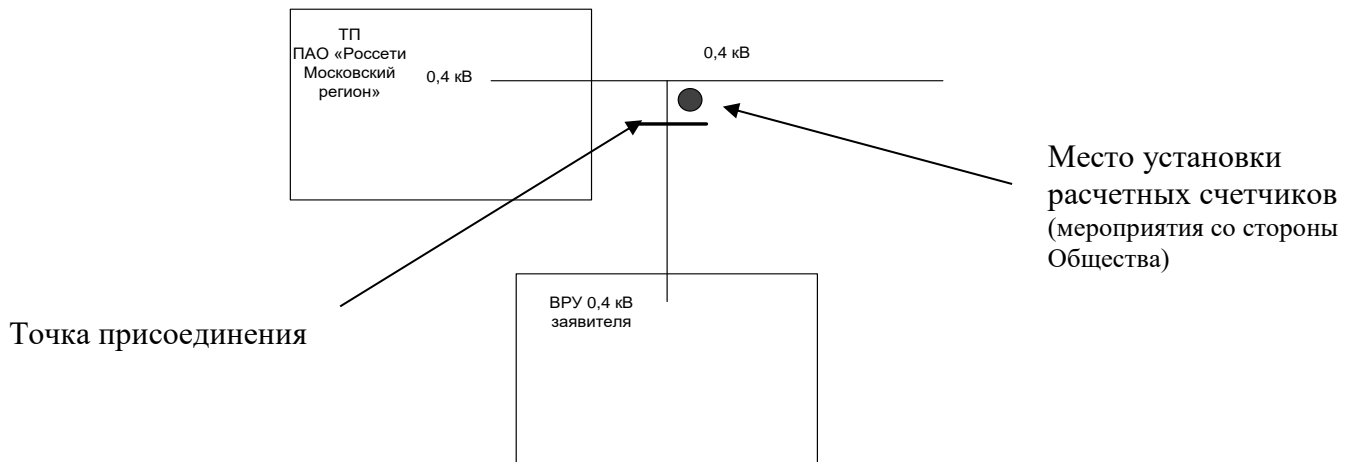 ТП
ПАО «Россети
Московский
регион»
0,4 кВ
0,4 кВ
Место установки
расчетных счетчиков
(мероприятия со стороны
Общества)
ВРУ 0,4 кВ
заявителя
Точка присоединения